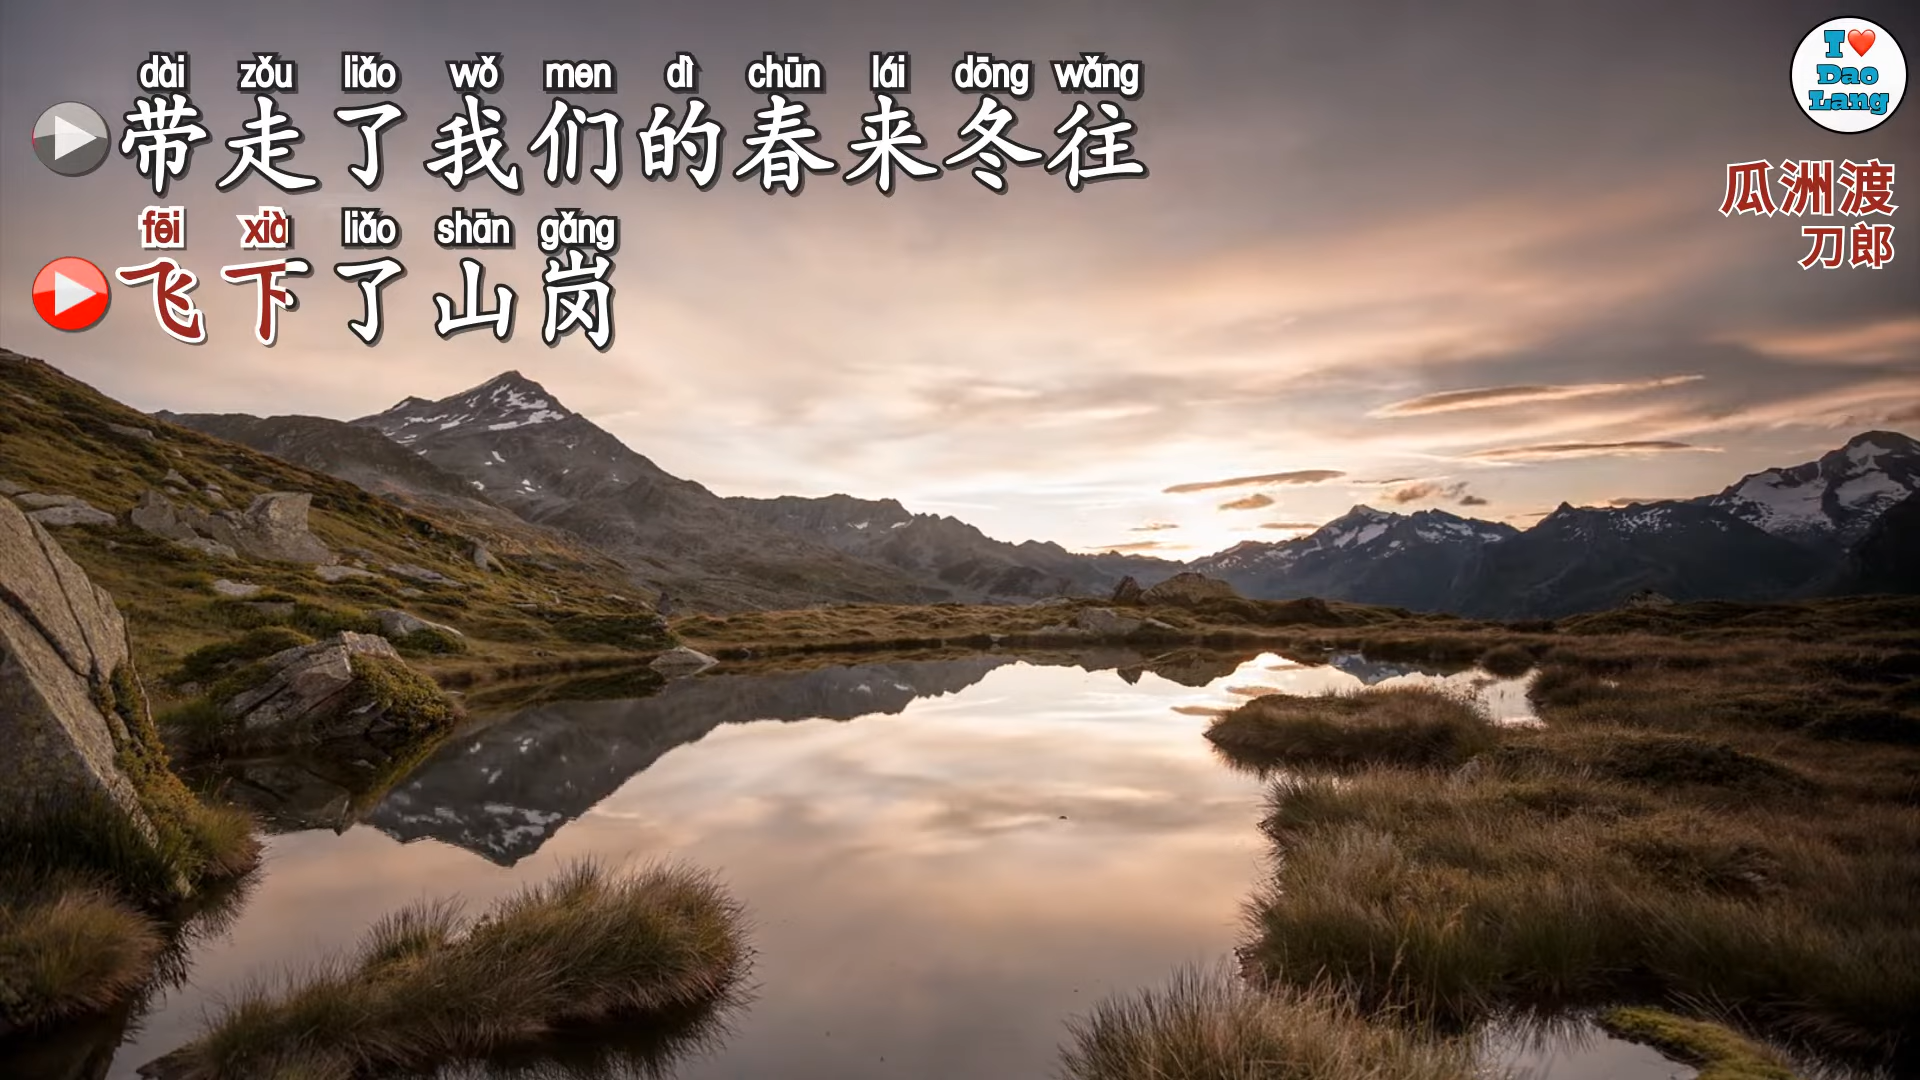 dài zǒu liǎo wǒ men dì chūn lái dōng wǎng
带走了我们的春来冬往
fēi xià liǎo shān gǎng
飞下了山岗
I❤️
Dao
Lang
瓜洲渡
刀郎